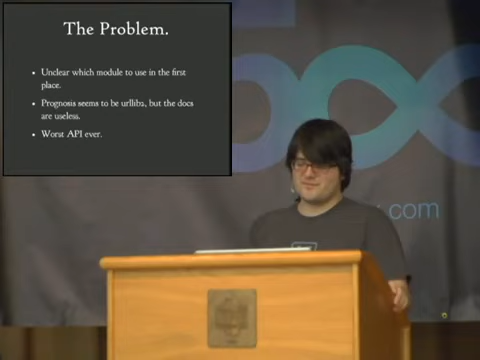 The Problem.
• Unclear which module to use in the first
place.
• Prognosis seems to be urllib2, but the docs
are useless.
• Worst API ever.
.com